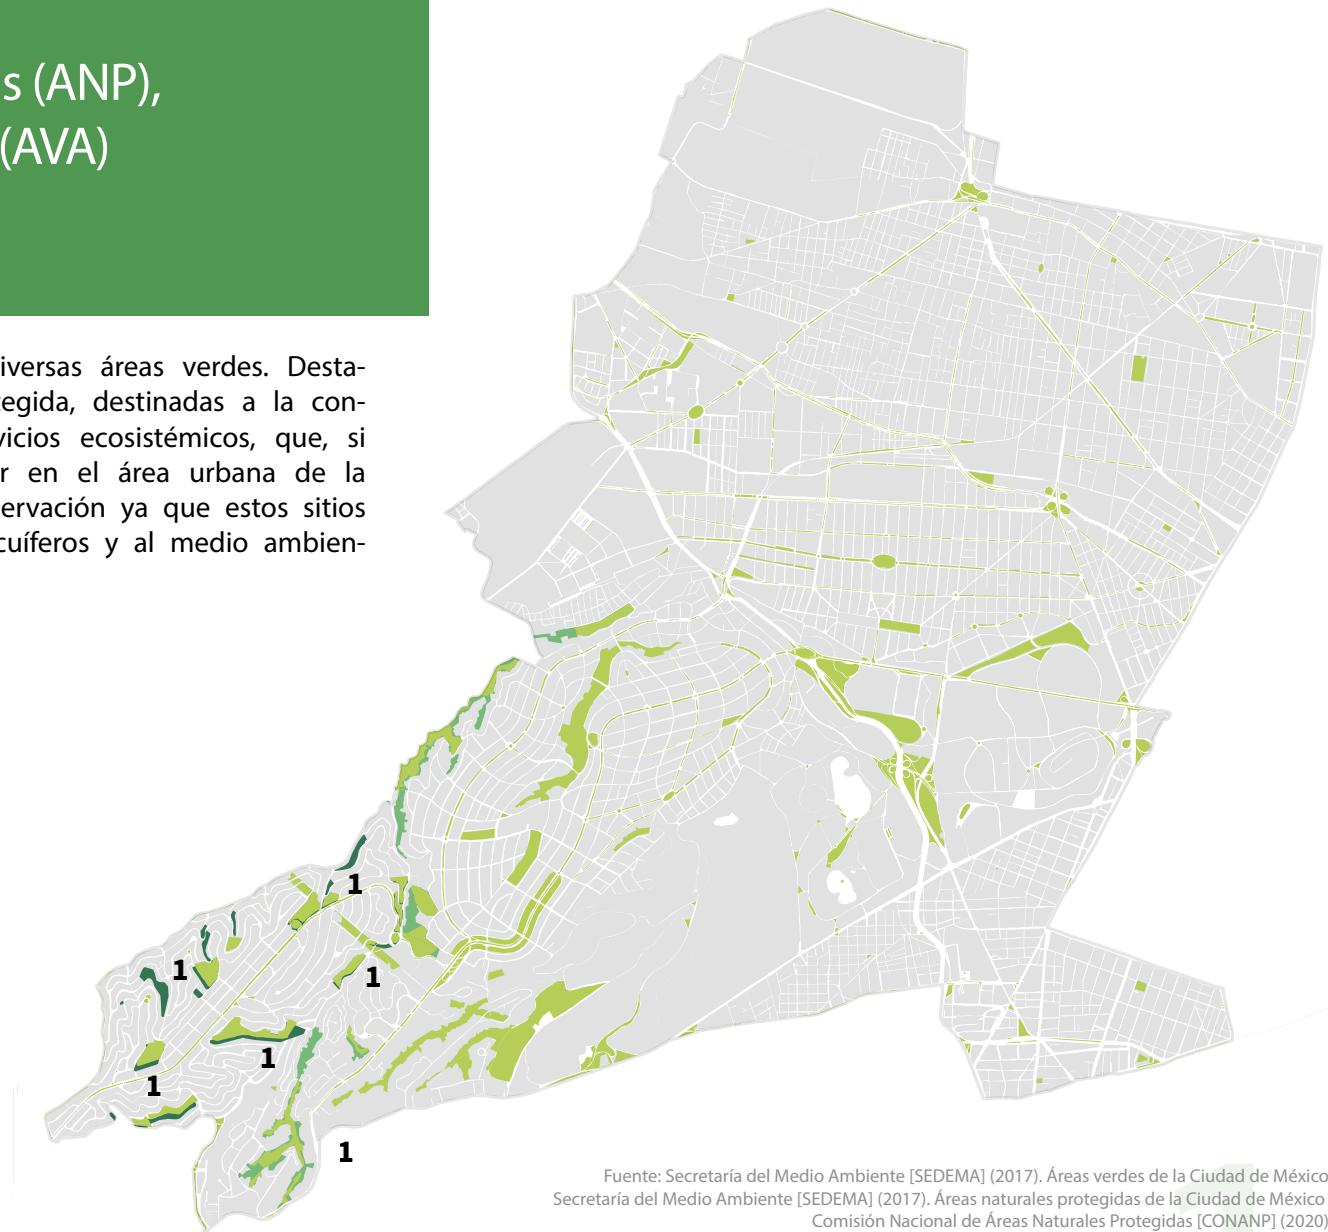 s (ANP),
(AVA)
iversas áreas verdes. Desta-
egida, destinadas a la con-
vicios ecosistémicos, que, si
r en el área urbana de la
ervación ya que estos sitios
cuíferos y al medio ambien-
1
1
1
1
1
1
Fuente: Secretaría del Medio Ambiente [SEDEMA] (2017). Áreas verdes de la Ciudad de México
Secretaría del Medio Ambiente [SEDEMA] (2017). Áreas naturales protegidas de la Ciudad de México
Comisión Nacional de Áreas Naturales Protegidas [CONANP] (2020)